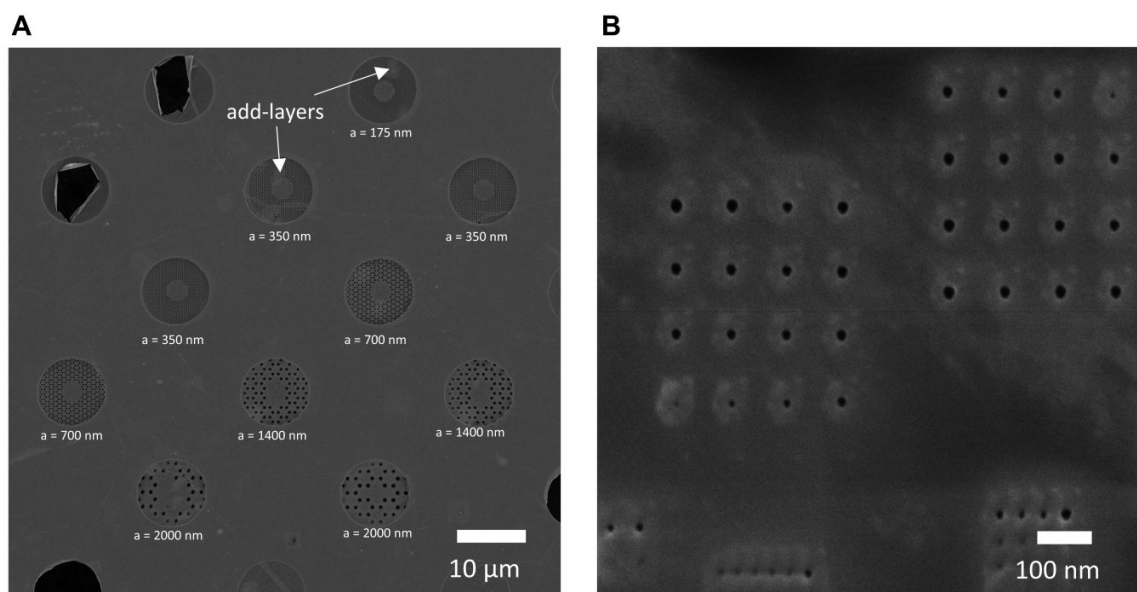 A
B
add-layers
a = 175 nm
a = 350 nm
a = 350 nm
a = 350 nm
a = 700 nm
a = 700 nm
a = 1400 nm
a = 1400 nm
a = 2000 nm
a = 2000 nm
10 μm
100 nm